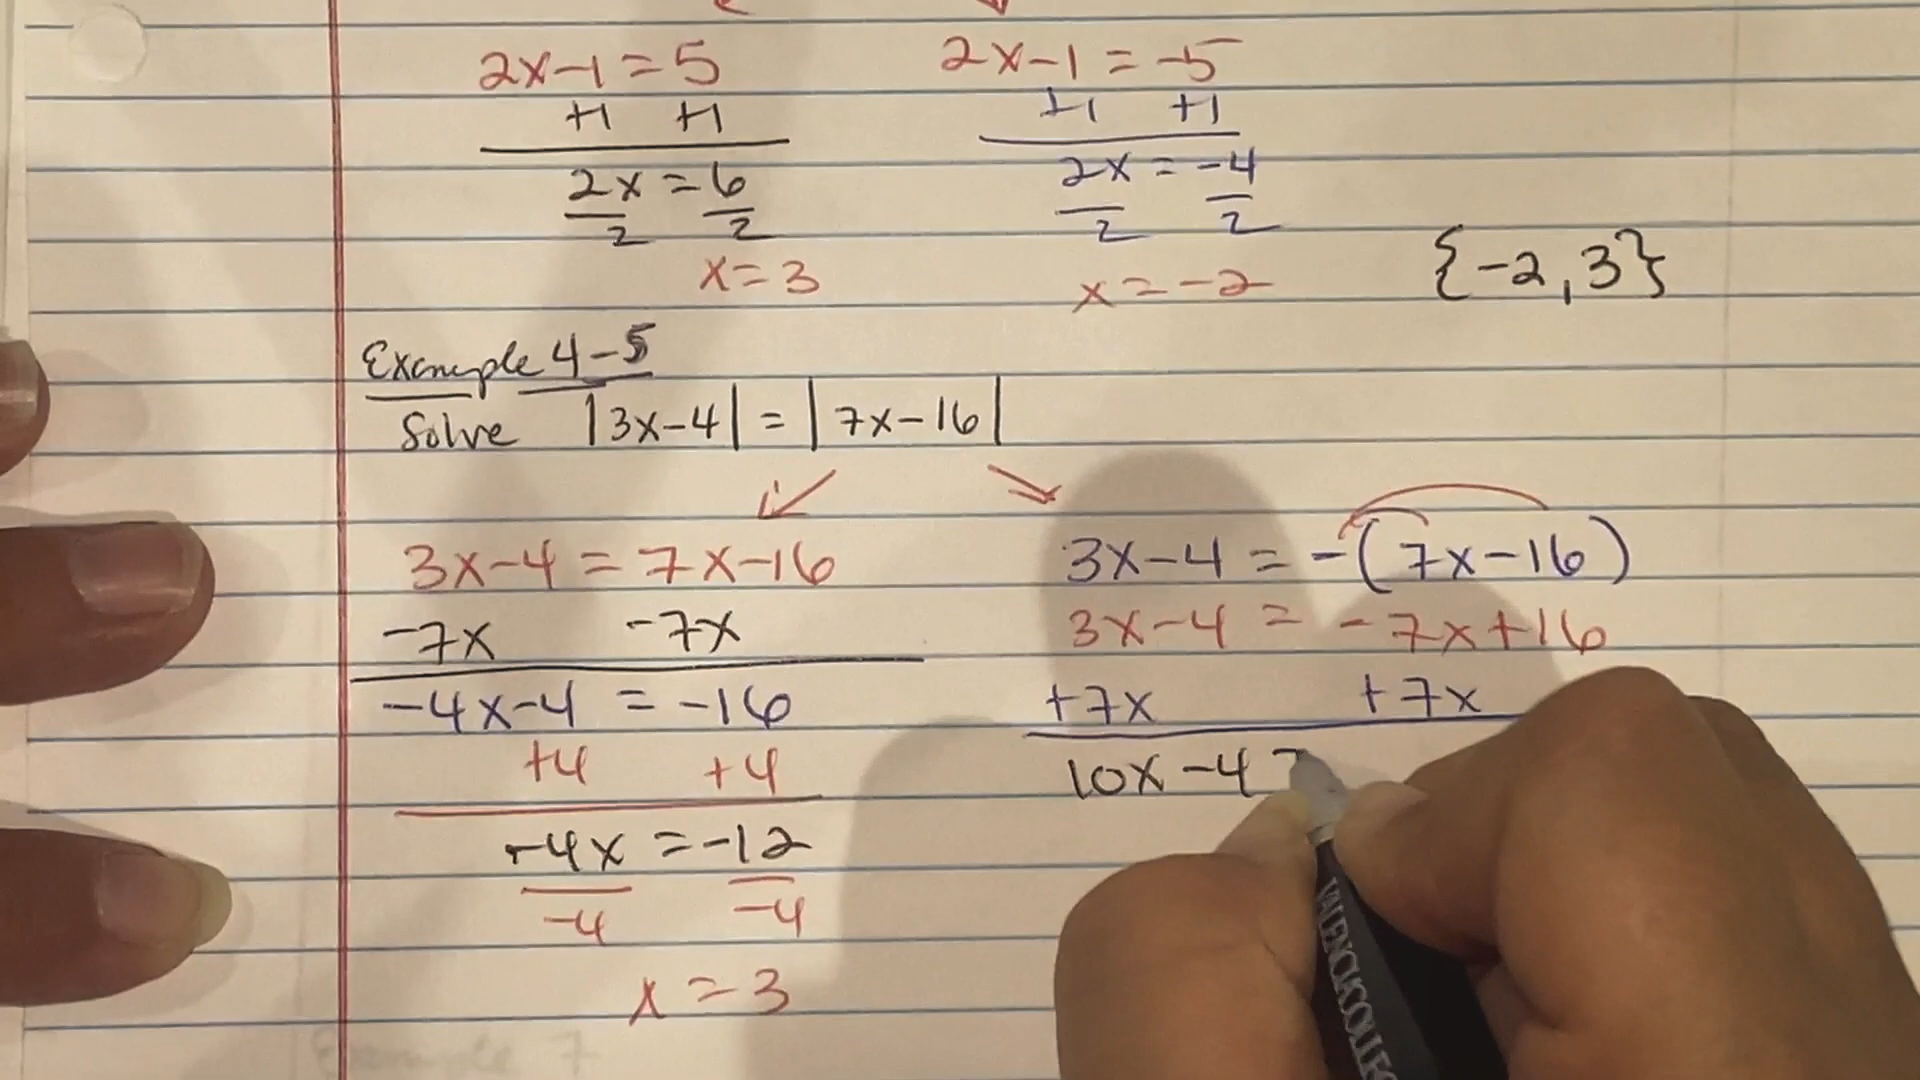 2x-1=5
+1 +1
2x=6
2 2
x=3
2x-1=-5
+1 +1
2x=-4
2 2
x=-2
{-2,3}
Example 4-5
Solve |3x-4|=|7x-16|
3x-4=7x-16
-7x -7x
-4x-4=-16
+4 +4
-4x=-12
-4 -4
x=3
3x-4=-(7x-16)
3x-4=-7x+16
+7x +7x
10x-4=
VALENCIACOLLEG
Example 7